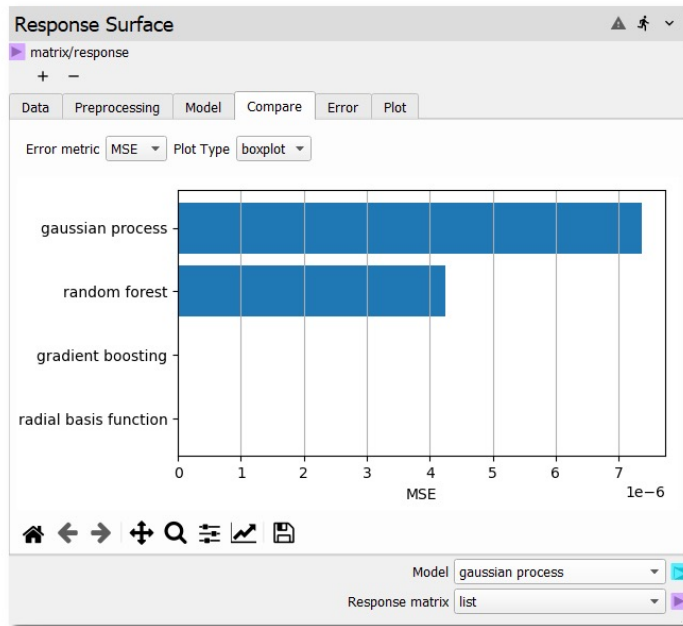 Response Surface
matrix/response
+ −
Data Preprocessing Model Compare Error Plot
Error metric MSE Plot Type boxplot
gaussian process
random forest
gradient boosting
radial basis function
0 1 2 3 4 5 6 7
MSE 1e−6
Model gaussian process
Response matrix list